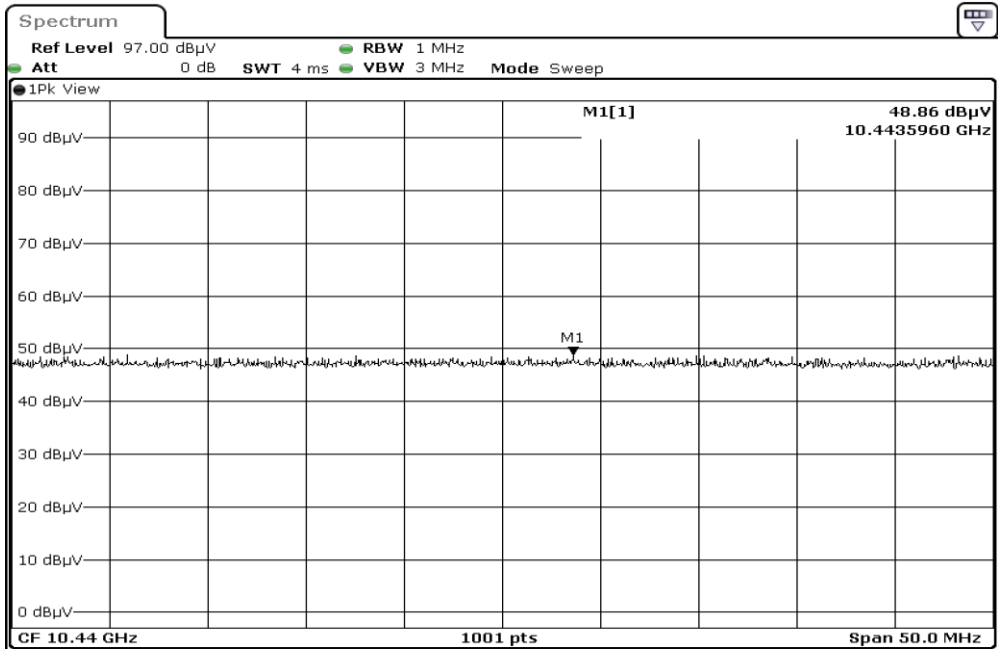 Spectrum
Ref Level 97.00 dBµV RBW 1 MHz
Att 0 dB SWT 4 ms VBW 3 MHz Mode Sweep
1Pk View
M1[1] 48.86 dBµV
10.4435960 GHz
90 dBµV
80 dBµV
70 dBµV
60 dBµV
M1
50 dBµV
40 dBµV
30 dBµV
20 dBµV
10 dBµV
0 dBµV
CF 10.44 GHz 1001 pts Span 50.0 MHz